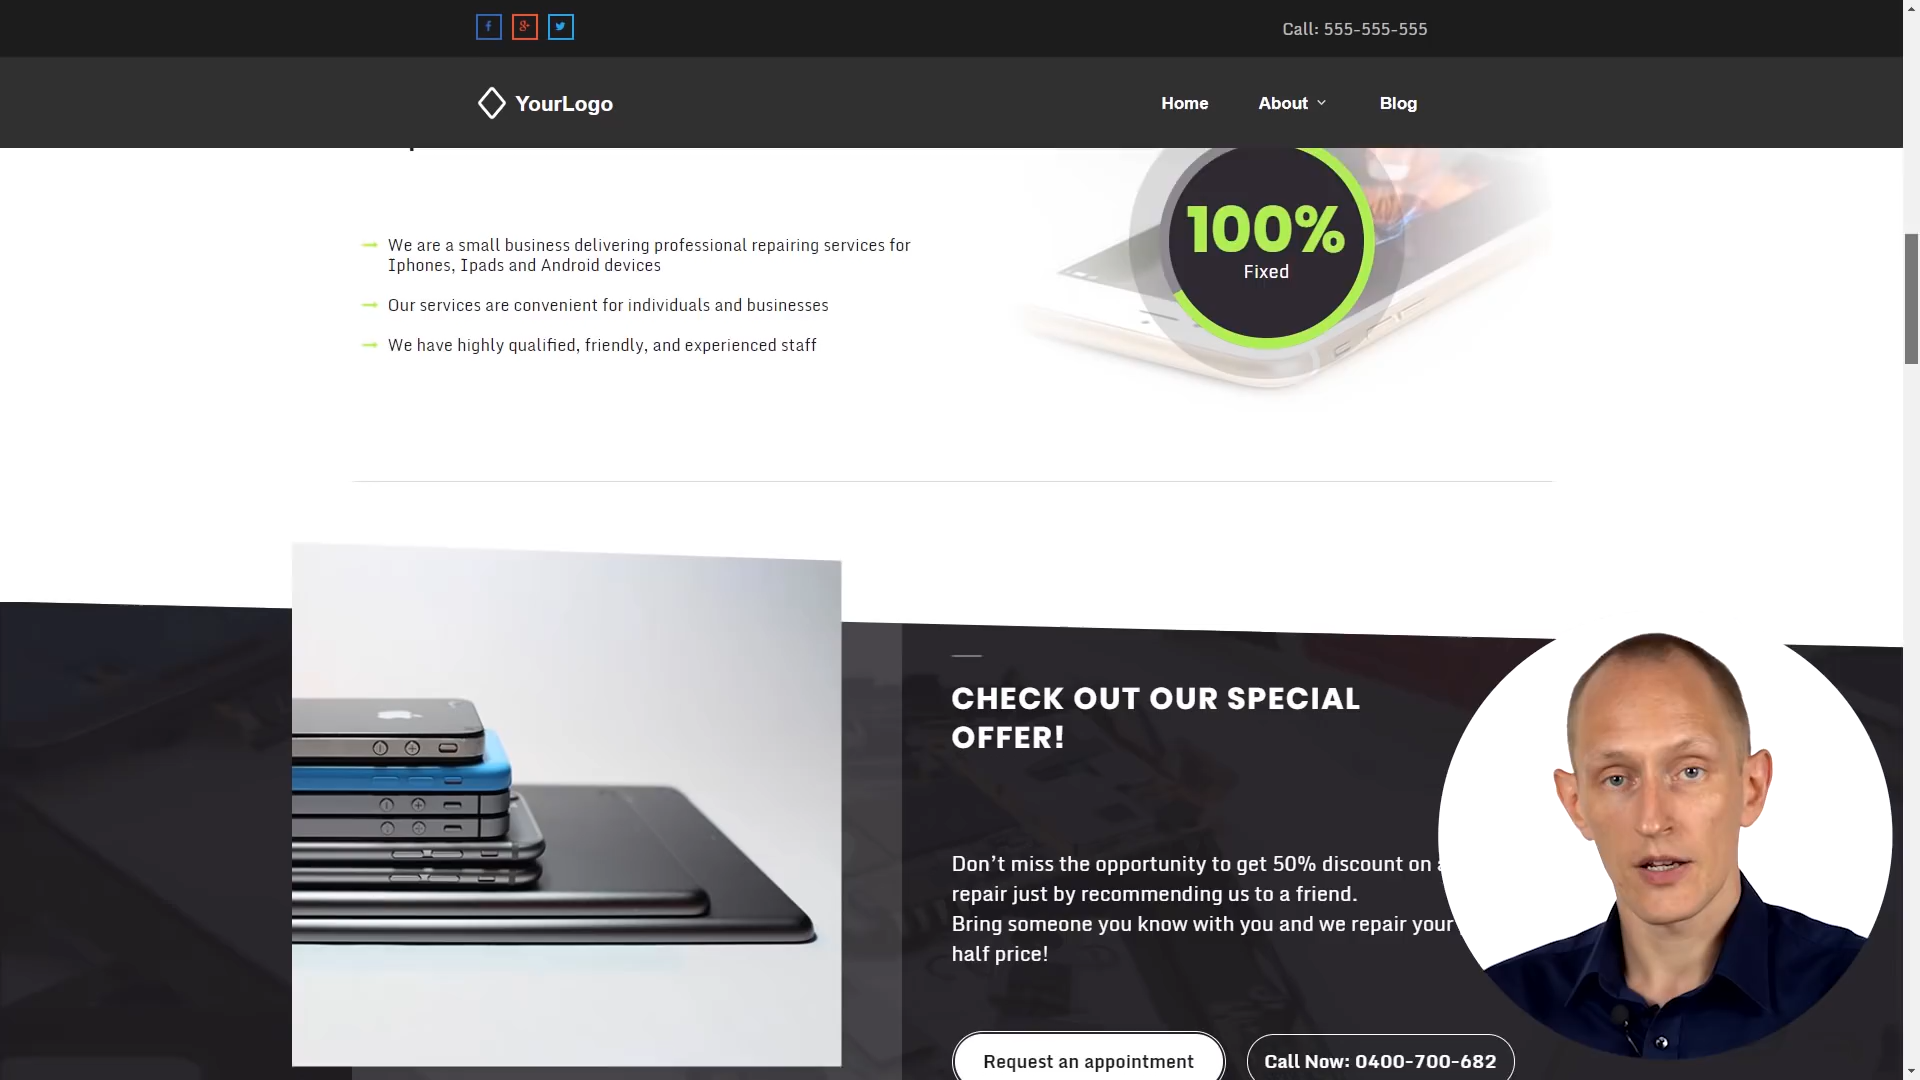 Call: 555-555-555
YourLogo
Home
About
Blog
100%
Fixed
We are a small business delivering professional repairing services for
Iphones, Ipads and Android devices
Our services are convenient for individuals and businesses
We have highly qualified, friendly, and experienced staff
CHECK OUT OUR SPECIAL
OFFER!
Don’t miss the opportunity to get 50% discount on
repair just by recommending us to a friend.
Bring someone you know with you and we repair your
half price!
Request an appointment
Call Now: 0400-700-682